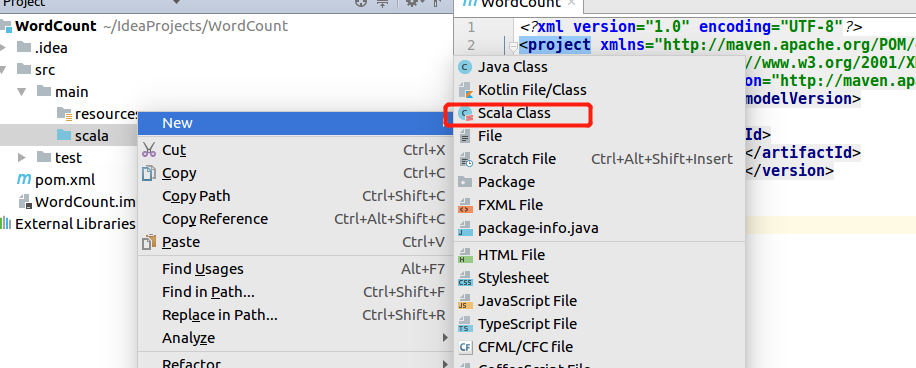 Project
WordCount ~/IdeaProjects/WordCount
.idea
src
main
resources
scala
test
pom.xml
WordCount.im
External Libraries
New
Cut Ctrl+X
Copy Ctrl+C
Copy Path Ctrl+Shift+C
Copy Reference Ctrl+Alt+Shift+C
Paste Ctrl+V
Find Usages Alt+F7
Find in Path... Ctrl+Shift+F
Replace in Path... Ctrl+Shift+R
Analyze
Refactor
Java Class
Kotlin File/Class
Scala Class
File
Scratch File Ctrl+Alt+Shift+Insert
Package
FXML File
package-info.java
HTML File
Stylesheet
JavaScript File
TypeScript File
CFML/CFC file
CoffeeScript File
WordCount
1 <?xml version="1.0" encoding="UTF-8"?>
2 <project xmlns="http://maven.apache.org/POM/
//www.w3.org/2001/X
on="http://maven.apa
modelVersion>
Id>
</artifactId>
</version>